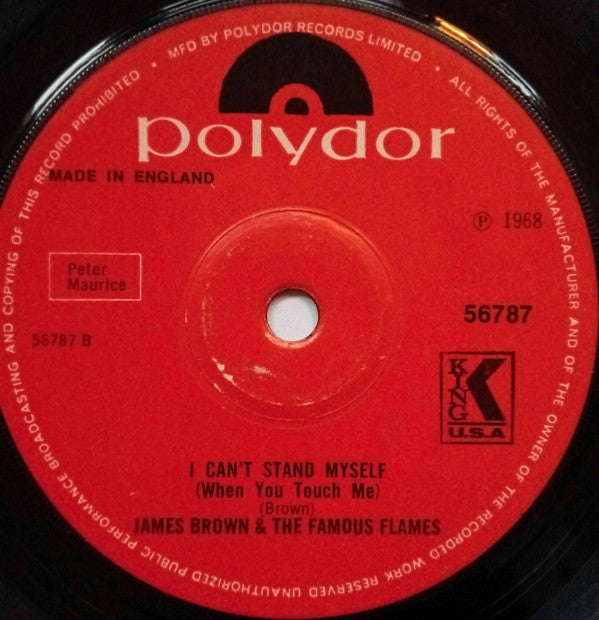 MFD BY POLYDOR RECORDS LIMITED • ALL RIGHTS OF THE MANUFACTURER AND OF THE OWNER OF THE RECORDED WORK RESERVED UNAUTHORIZED PUBLIC PERFORMANCE BROADCASTING AND COPYING OF THIS RECORD PROHIBITED •
polydor
MADE IN ENGLAND
℗ 1968
Peter
Maurice
56787
56787 B
KING
K
U.S.A
I CAN'T STAND MYSELF
(When You Touch Me)
(Brown)
JAMES BROWN & THE FAMOUS FLAMES